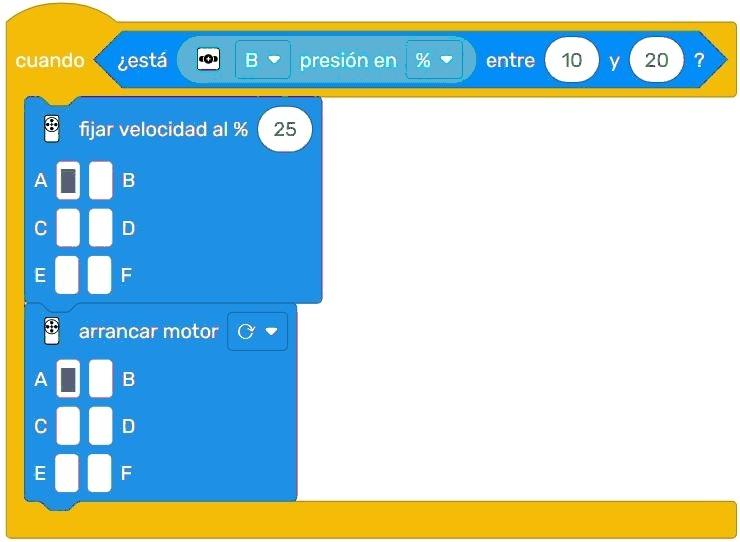 cuando ¿está B presión en % entre 10 y 20 ?
fijar velocidad al % 25
A B
C D
E F
arrancar motor
A B
C D
E F